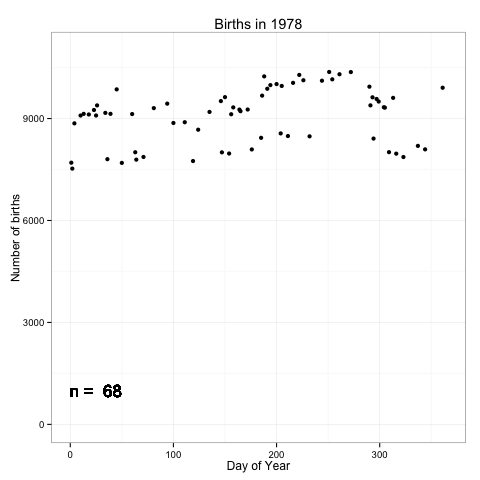 Births in 1978
Number of births
9000
6000
3000
0
n = 68
0 100 200 300
Day of Year